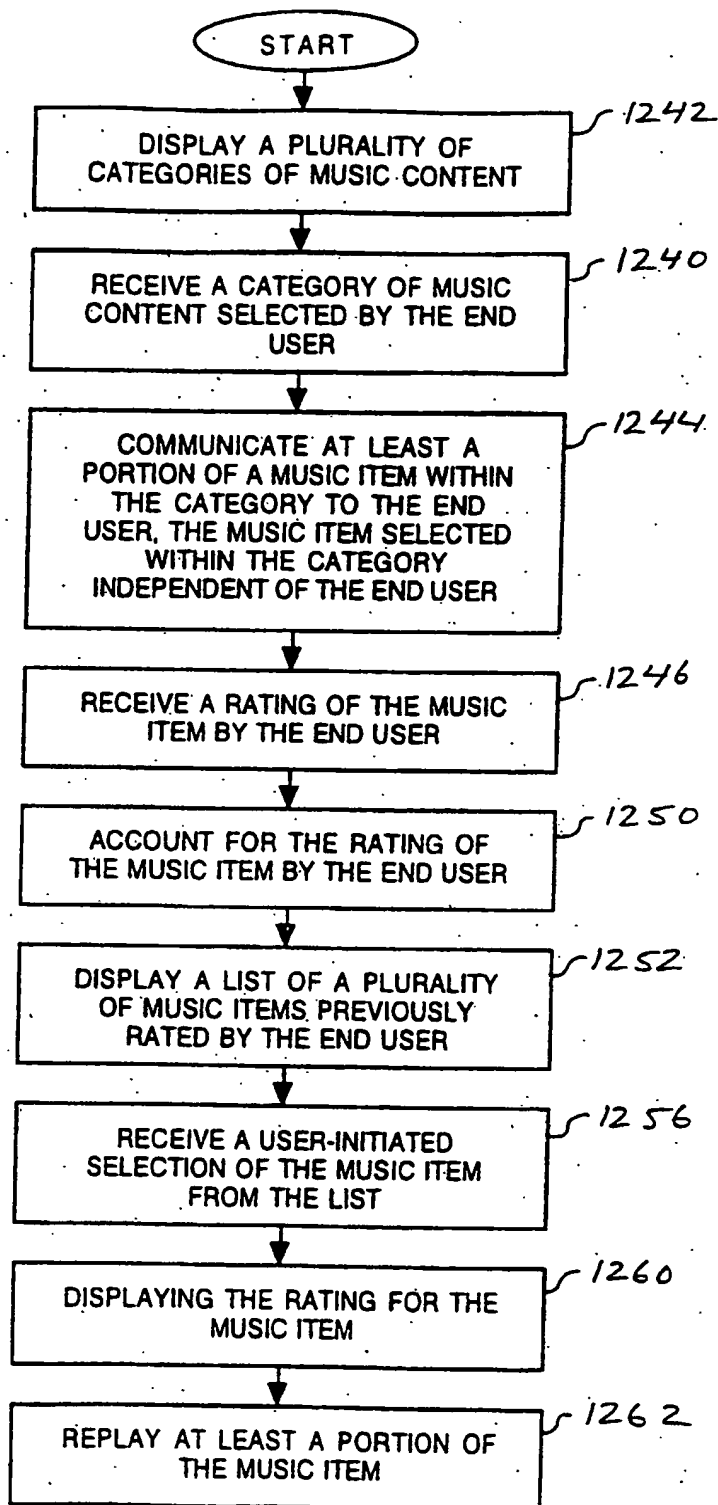 START
1242
DISPLAY A PLURALITY OF
CATEGORIES OF MUSIC CONTENT
1240
RECEIVE A CATEGORY OF MUSIC
CONTENT SELECTED BY THE END
USER
1244
COMMUNICATE AT LEAST A
PORTION OF A MUSIC ITEM WITHIN
THE CATEGORY TO THE END
USER, THE MUSIC ITEM SELECTED
WITHIN THE CATEGORY
INDEPENDENT OF THE END USER
1246
RECEIVE A RATING OF THE MUSIC
ITEM BY THE END USER
1250
ACCOUNT FOR THE RATING OF
THE MUSIC ITEM BY THE END USER
1252
DISPLAY A LIST OF A PLURALITY
OF MUSIC ITEMS PREVIOUSLY
RATED BY THE END USER
1256
RECEIVE A USER-INITIATED
SELECTION OF THE MUSIC ITEM
FROM THE LIST
1260
DISPLAYING THE RATING FOR THE
MUSIC ITEM
1262
REPLAY AT LEAST A PORTION OF
THE MUSIC ITEM